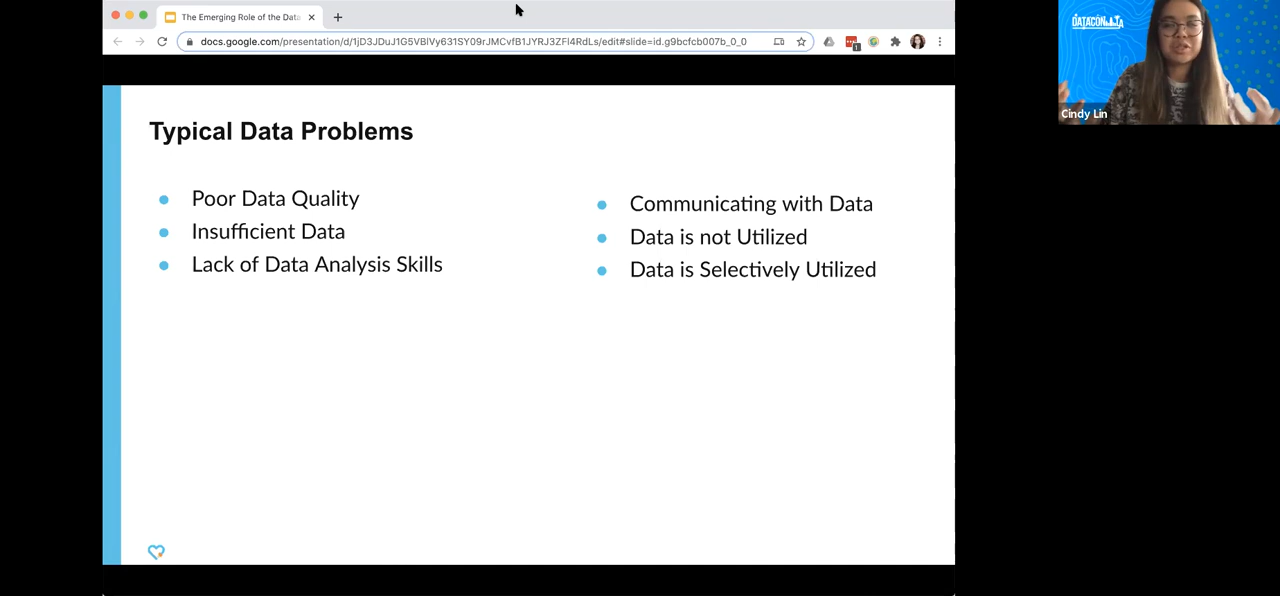 The Emerging Role of the Data
docs.google.com/presentation/d/1jD3JDuJ1G5VBlVy631SY09rJMCvfB1JYRJ3ZFl4RdLs/edit#slide=id.g9bcfcb007b_0_0
1
DATACON LA
Cindy Lin
Typical Data Problems
Poor Data Quality
Insufficient Data
Lack of Data Analysis Skills
Communicating with Data
Data is not Utilized
Data is Selectively Utilized